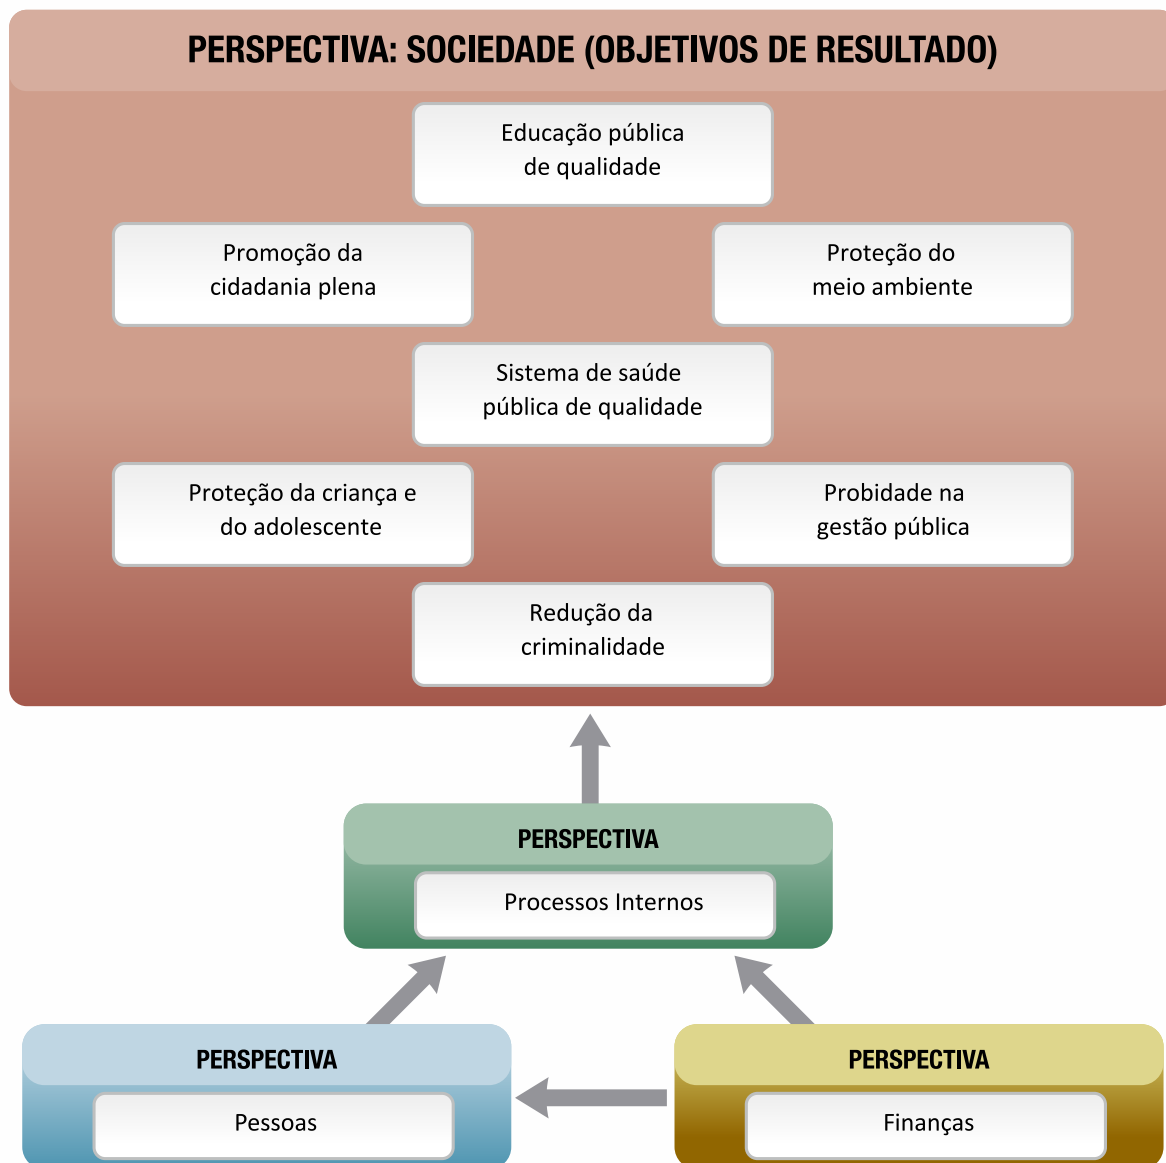 PERSPECTIVA: SOCIEDADE (OBJETIVOS DE RESULTADO)
Educação pública
de qualidade
Promoção da
cidadania plena
Proteção do
meio ambiente
Sistema de saúde
pública de qualidade
Proteção da criança e
do adolescente
Probidade na
gestão pública
Redução da
criminalidade
PERSPECTIVA
Processos Internos
PERSPECTIVA
Pessoas
PERSPECTIVA
Finanças